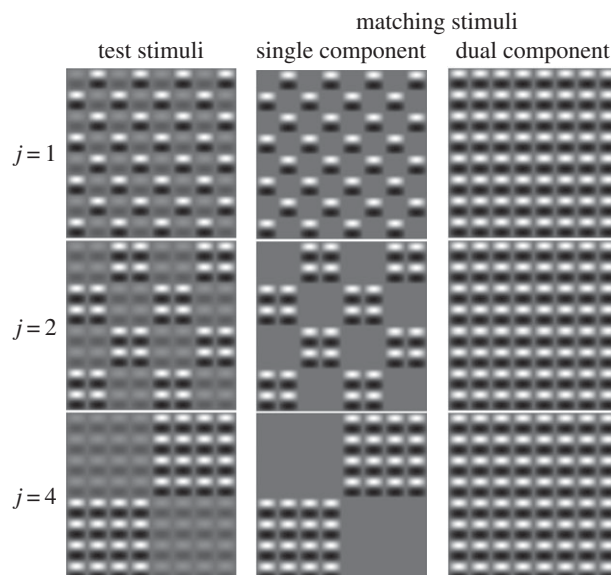 matching stimuli
test stimuli single component dual component
j = 1
j = 2
j = 4